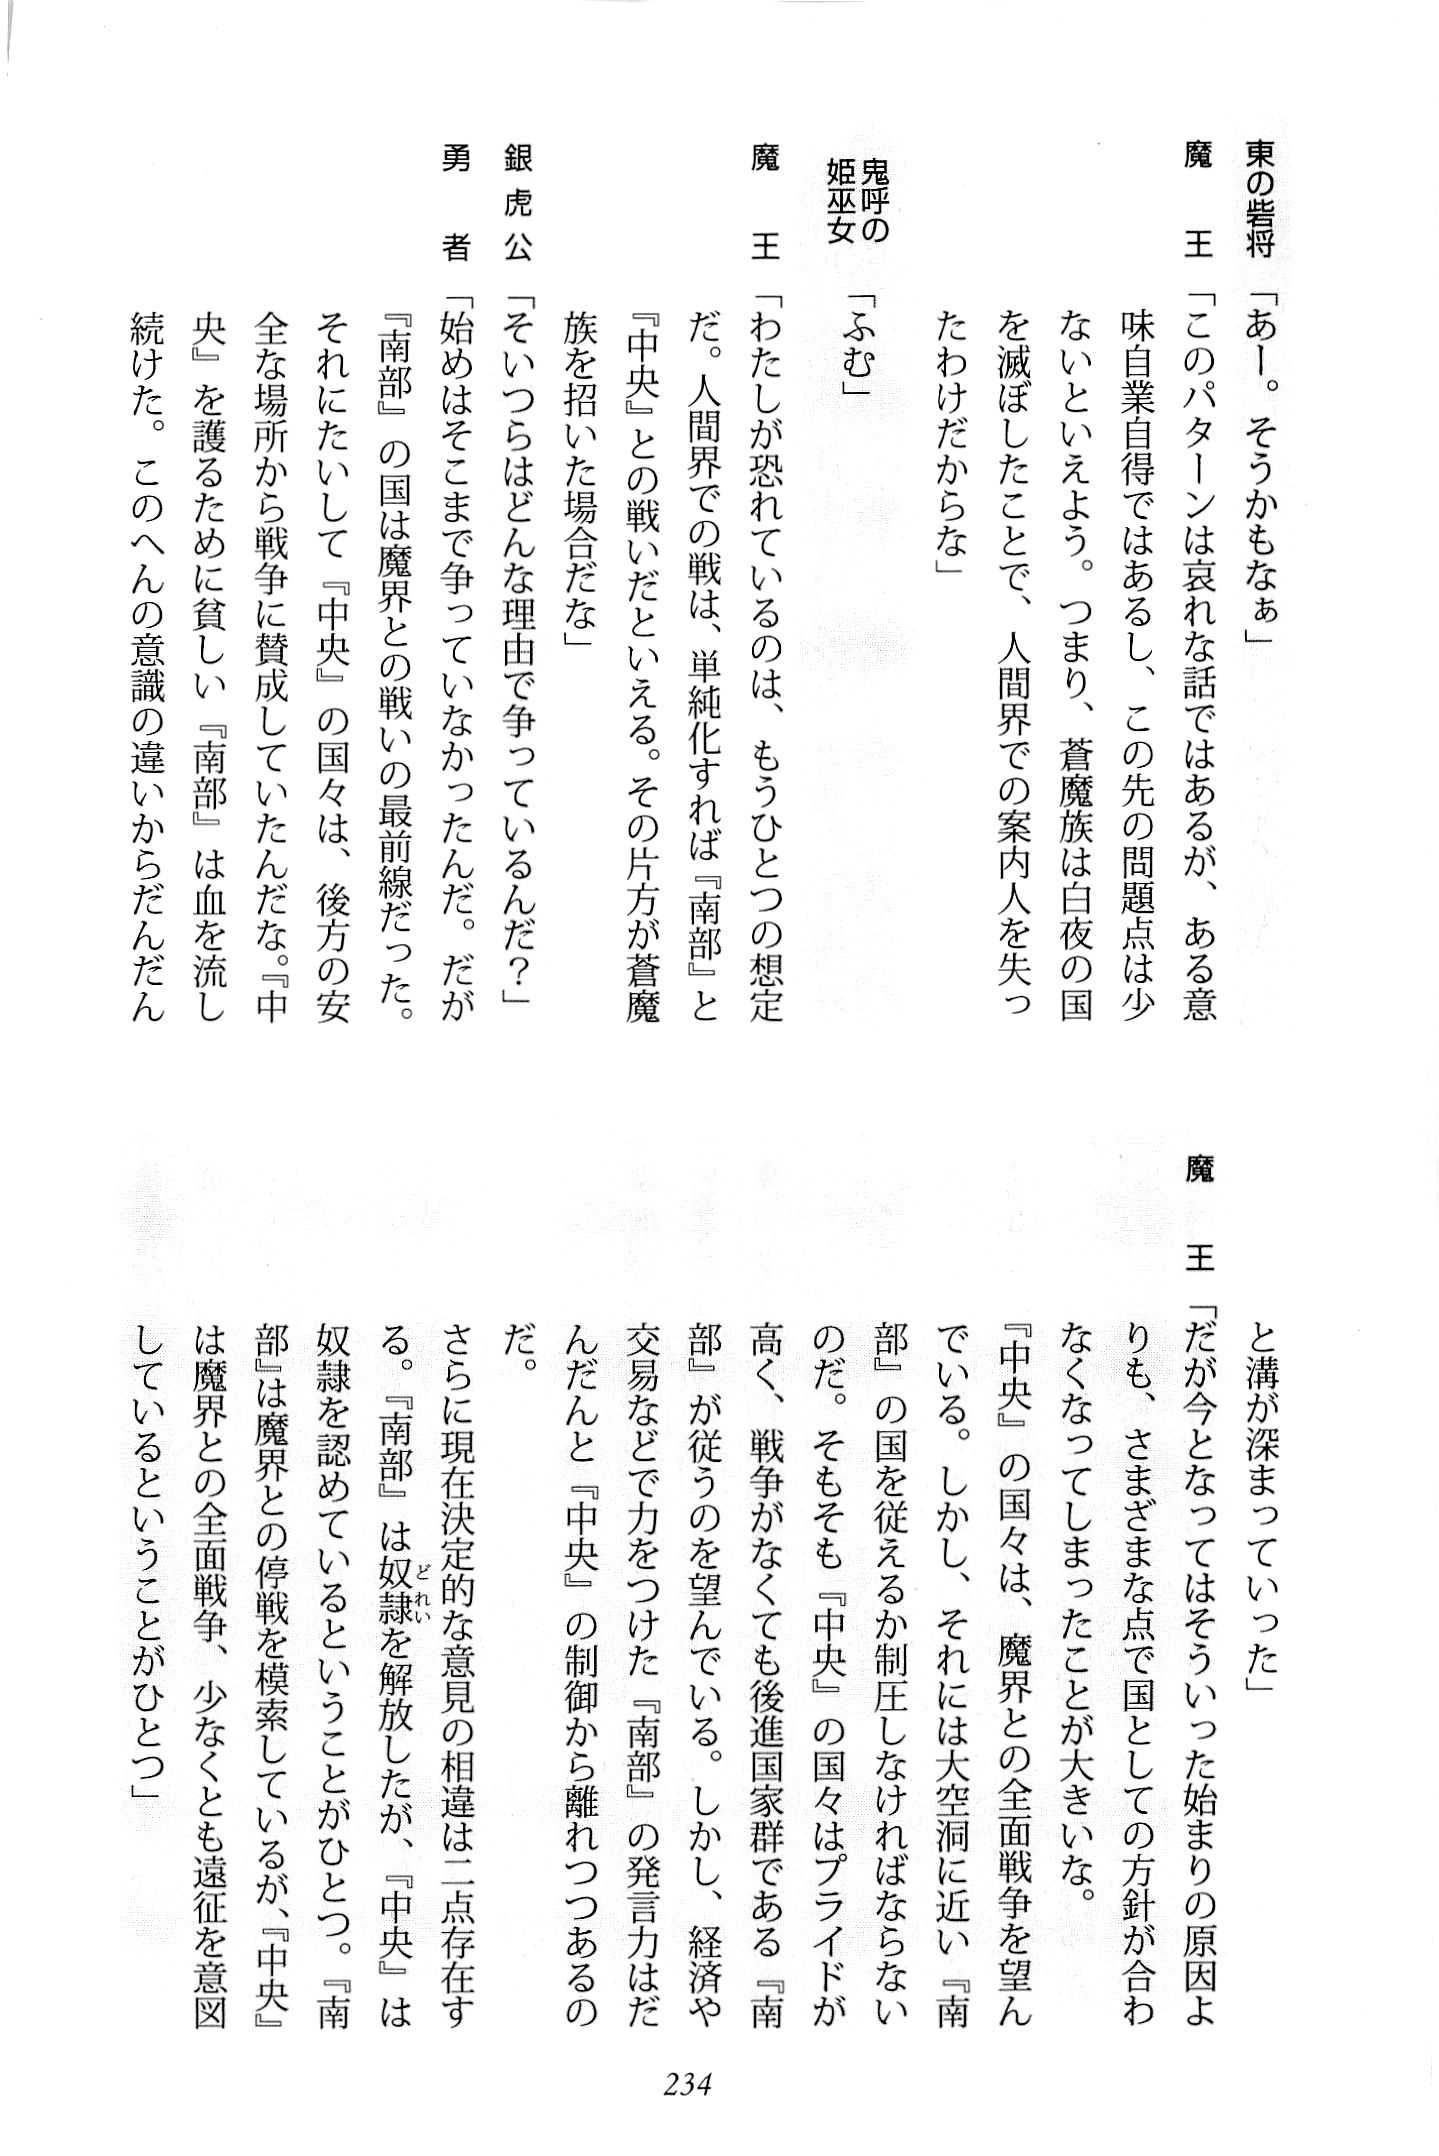 東の砦将「あー。そうかもなぁ」
魔　王「このパターンは哀れな話ではあるが、ある意
味自業自得ではあるし、この先の問題点は少
ないといえよう。つまり、蒼魔族は白夜の国
を滅ぼしたことで、人間界での案内人を失っ
たわけだからな」
鬼呼の
姫巫女「ふむ」
魔　王「わたしが恐れているのは、もうひとつの想定
だ。人間界での戦は、単純化すれば『南部』と
『中央』との戦いだといえる。その片方が蒼魔
族を招いた場合だな」
銀虎公「そいつらはどんな理由で争っているんだ？」
勇　者「始めはそこまで争っていなかったんだ。だが
『南部』の国は魔界との戦いの最前線だった。
それにたいして『中央』の国々は、後方の安
全な場所から戦争に賛成していたんだな。『中
央』を護るために貧しい『南部』は血を流し
続けた。このへんの意識の違いからだんだん
と溝が深まっていった」
魔　王「だが今となってはそういった始まりの原因よ
りも、さまざまな点で国としての方針が合わ
なくなってしまったことが大きいな。
『中央』の国々は、魔界との全面戦争を望ん
でいる。しかし、それには大空洞に近い『南
部』の国を従えるか制圧しなければならない
のだ。そもそも『中央』の国々はプライドが
高く、戦争がなくても後進国家群である『南
部』が従うのを望んでいる。しかし、経済や
交易などで力をつけた『南部』の発言力はだ
んだんと『中央』の制御から離れつつあるの
だ。
さらに現在決定的な意見の相違は二点存在す
る。『南部』は奴隷を解放したが、『中央』は
どれい
奴隷を認めているということがひとつ。『南
部』は魔界との停戦を模索しているが、『中央』
は魔界との全面戦争、少なくとも遠征を意図
しているということがひとつ」
234